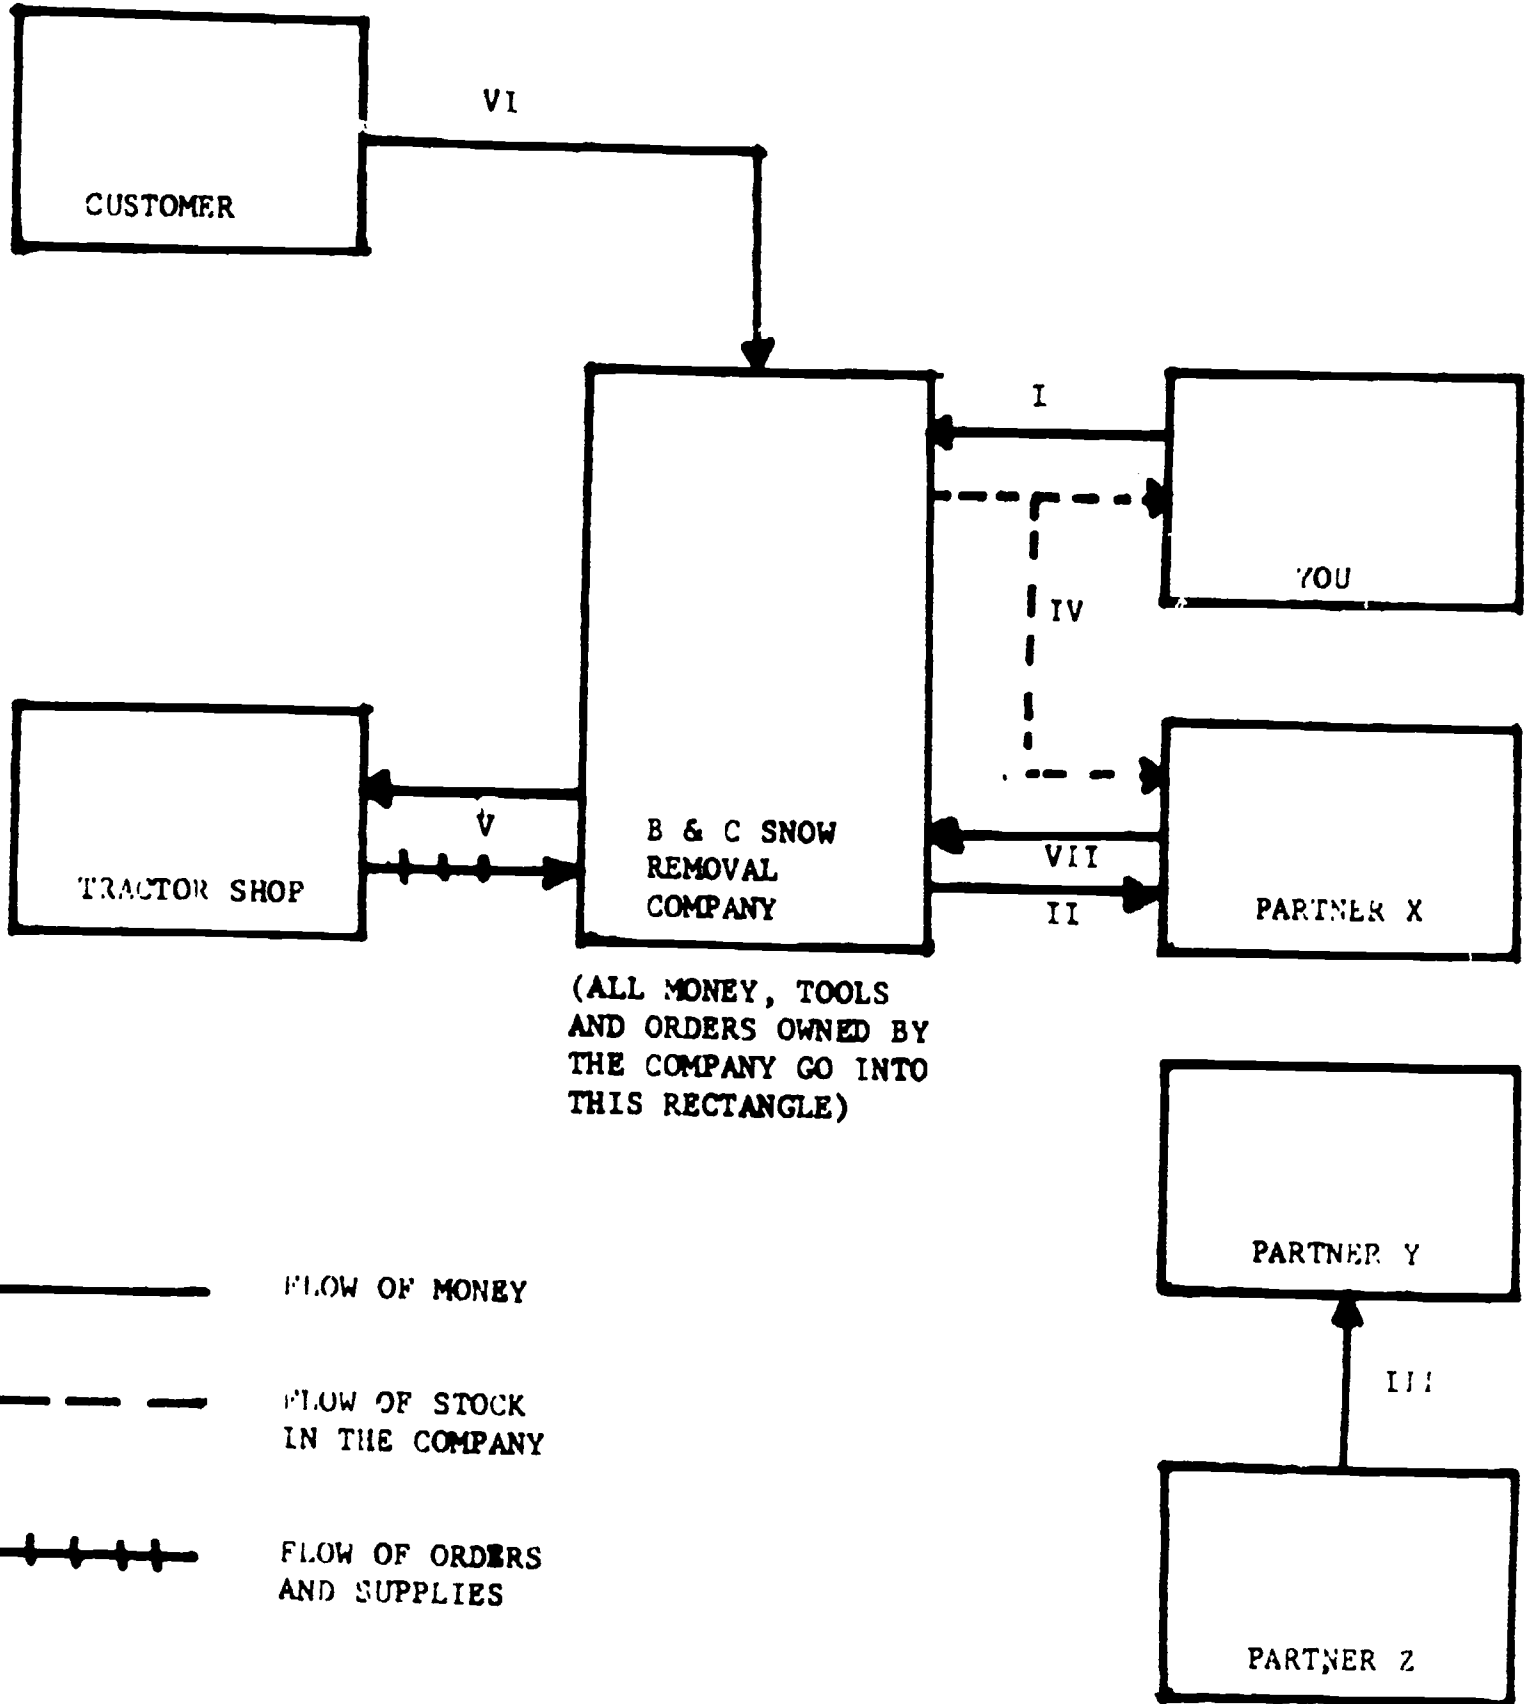 VI
CUSTOMER
I
YOU
IV
V
TRACTOR SHOP
B & C SNOW
REMOVAL
COMPANY
VII
II
PARTNER X
(ALL MONEY, TOOLS
AND ORDERS OWNED BY
THE COMPANY GO INTO
THIS RECTANGLE)
PARTNER Y
III
PARTNER Z
FLOW OF MONEY
FLOW OF STOCK
IN THE COMPANY
FLOW OF ORDERS
AND SUPPLIES